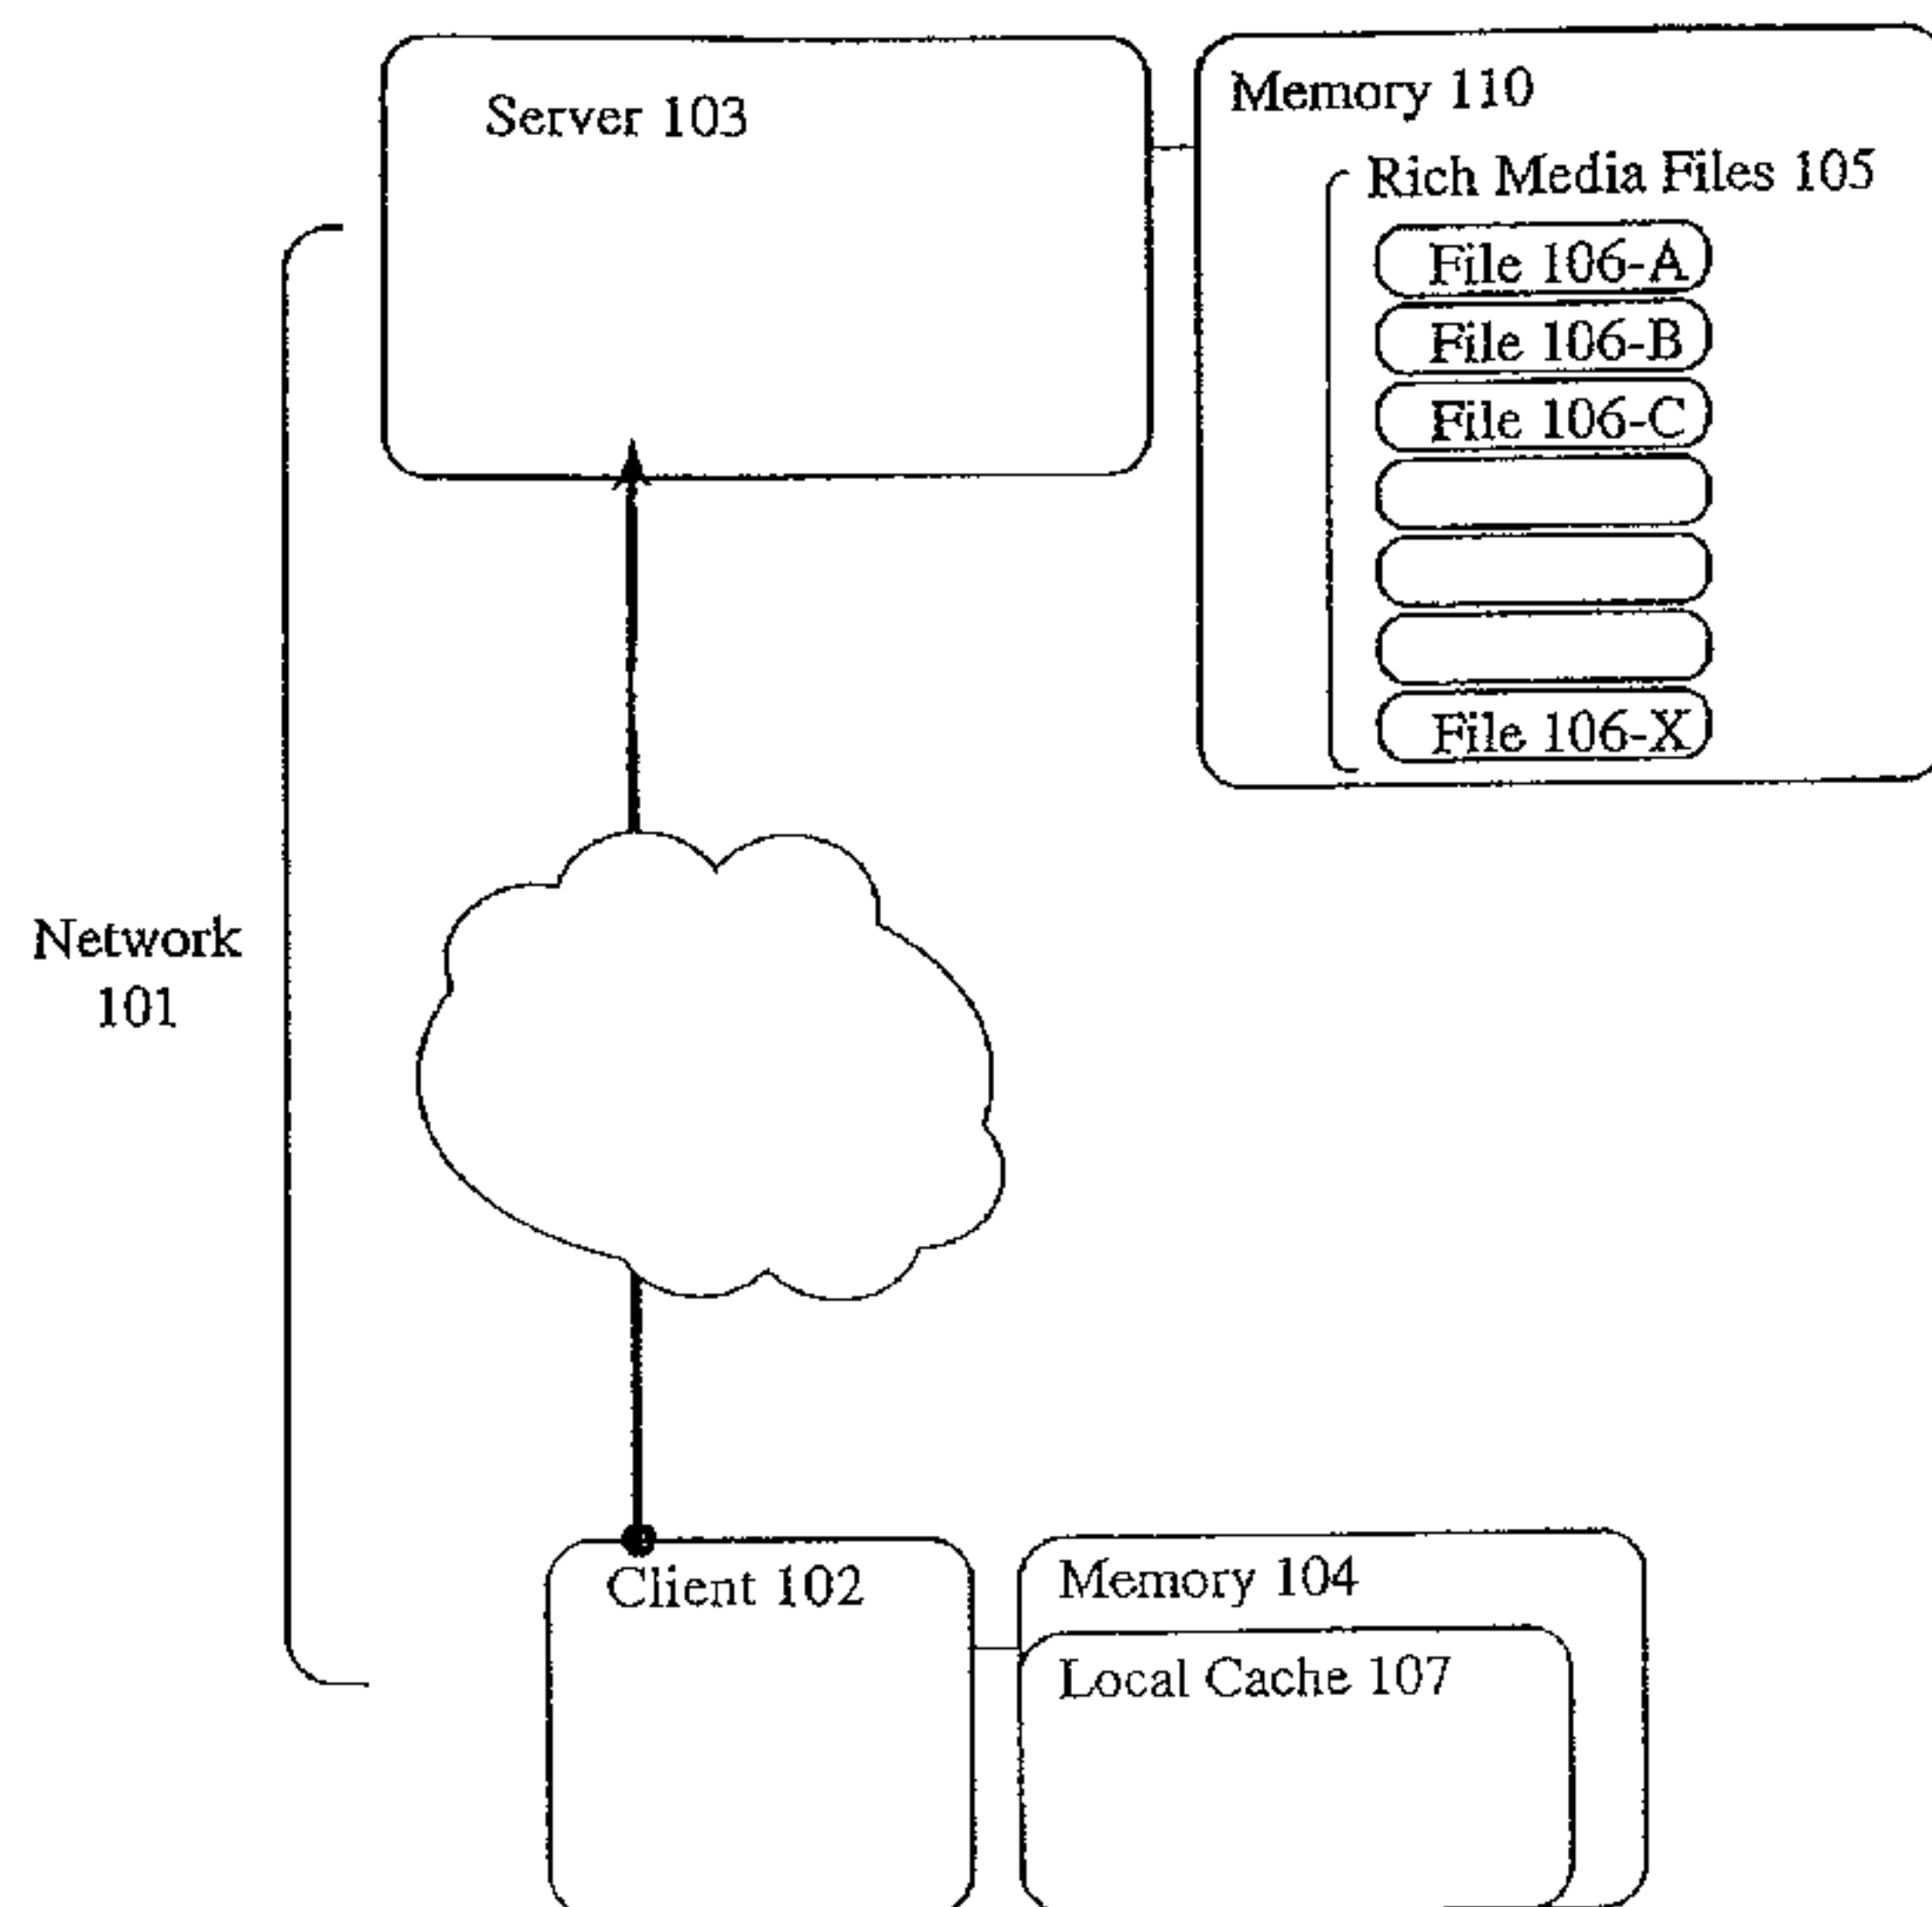 Server 103
Memory 110
Rich Media Files 105
File 106-A
File 106-B
File 106-C
File 106-X
Network
101
Client 102
Memory 104
Local Cache 107